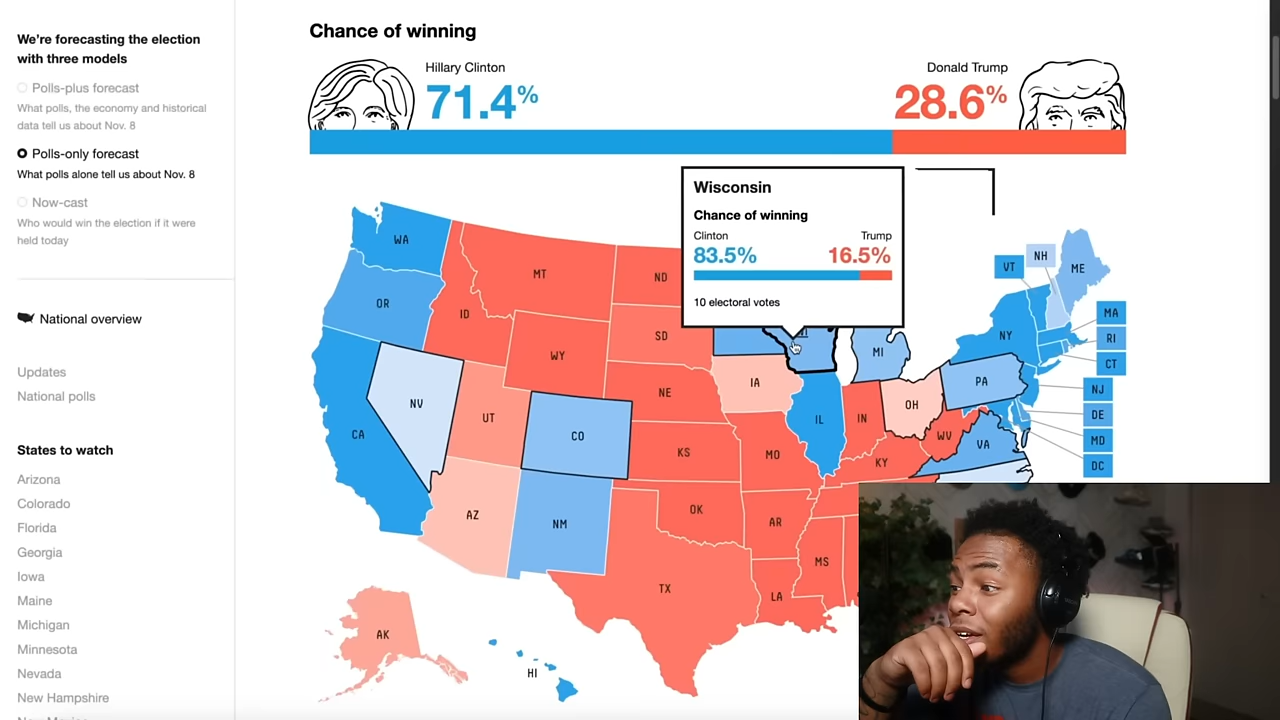 We're forecasting the election
with three models
Polls-plus forecast
What polls, the economy and historical
data tell us about Nov. 8
Polls-only forecast
What polls alone tell us about Nov. 8
Now-cast
Who would win the election if it were
held today
National overview
Updates
National polls
States to watch
Arizona
Colorado
Florida
Georgia
Iowa
Maine
Michigan
Minnesota
Nevada
New Hampshire
New Mexico
Chance of winning
Hillary Clinton
71.4%
Donald Trump
28.6%
Wisconsin
Chance of winning
Clinton
Trump
83.5%
16.5%
10 electoral votes
WA
OR
CA
NV
ID
MT
WY
UT
AZ
CO
NM
ND
SD
NE
KS
OK
TX
IA
MO
AR
LA
MS
IL
IN
MI
OH
KY
WV
VA
PA
NY
VT
NH
ME
MA
RI
CT
NJ
DE
MD
DC
AK
HI